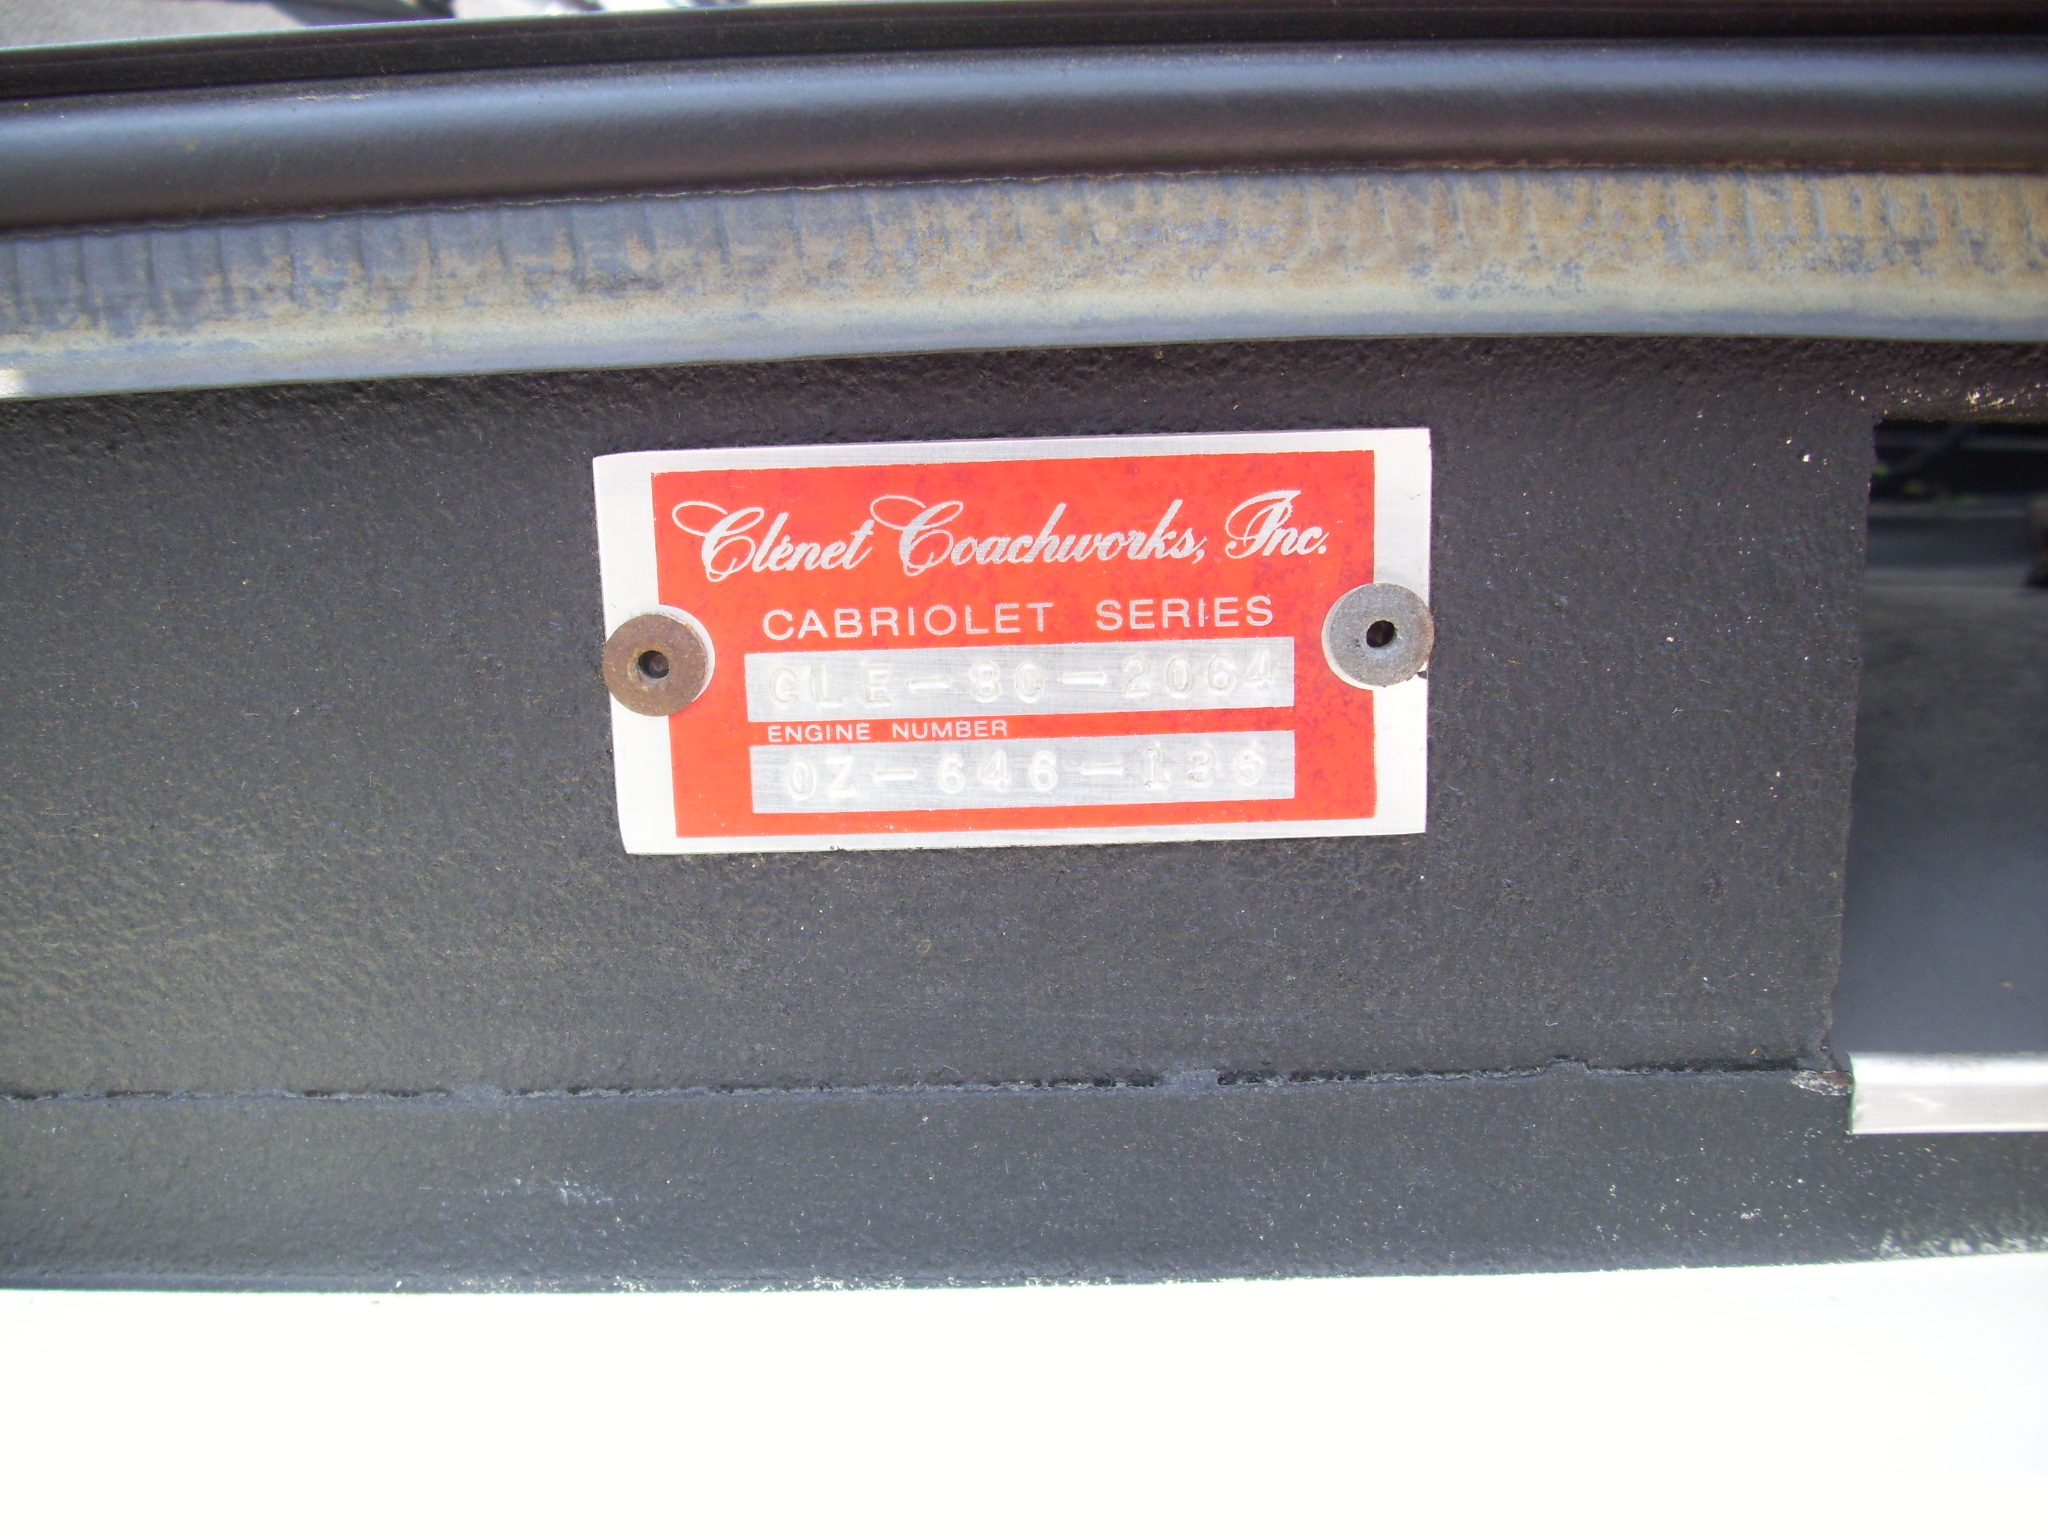 Clénet Coachworks, Inc.
CABRIOLET SERIES
CLE-80-2064
ENGINE NUMBER
0Z-646-136